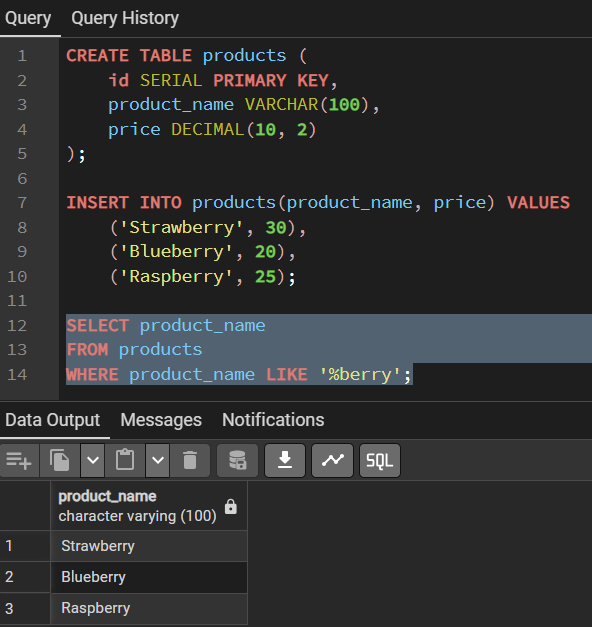 Query Query History
1 CREATE TABLE products (
2     id SERIAL PRIMARY KEY,
3     product_name VARCHAR(100),
4     price DECIMAL(10, 2)
5 );
6
7 INSERT INTO products(product_name, price) VALUES
8     ('Strawberry', 30),
9     ('Blueberry', 20),
10     ('Raspberry', 25);
11
12 SELECT product_name
13 FROM products
14 WHERE product_name LIKE '%berry';
Data Output Messages Notifications
SQL
product_name
character varying (100)
1 Strawberry
2 Blueberry
3 Raspberry